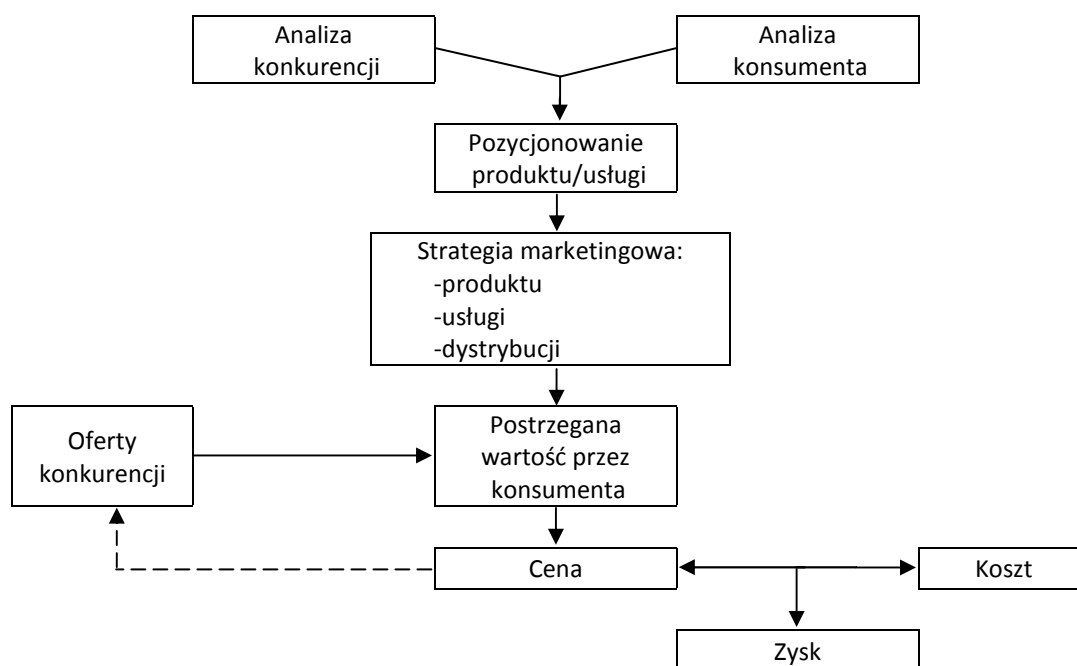 Analiza
konkurencji
Analiza
konsumenta
Pozycjonowanie
produktu/usługi
Strategia marketingowa:
-produktu
-usługi
-dystrybucji
Oferty
konkurencji
Postrzegana
wartość przez
konsumenta
Cena
Koszt
Zysk